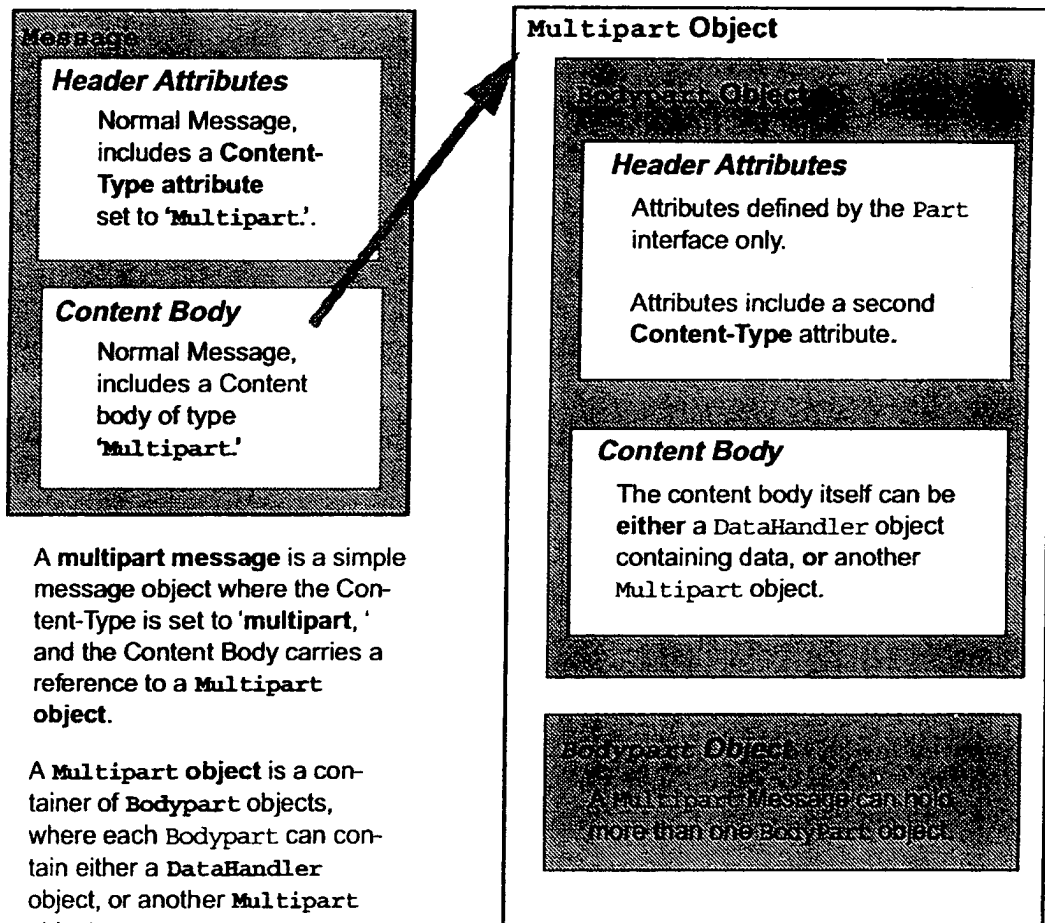 Message
Header Attributes
Normal Message,
includes a Content-
Type attribute
set to 'Multipart.'.
Content Body
Normal Message,
includes a Content
body of type
'Multipart.'
A multipart message is a simple
message object where the Con-
tent-Type is set to 'multipart, '
and the Content Body carries a
reference to a Multipart
object.
A Multipart object is a con-
tainer of Bodypart objects,
where each Bodypart can con-
tain either a DataHandler
object, or another Multipart
Multipart Object
Bodypart Object
Header Attributes
Attributes defined by the Part
interface only.
Attributes include a second
Content-Type attribute.
Content Body
The content body itself can be
either a DataHandler object
containing data, or another
Multipart object.
Bodypart Object
A Multipart Message can hold
more than one BodyPart object.